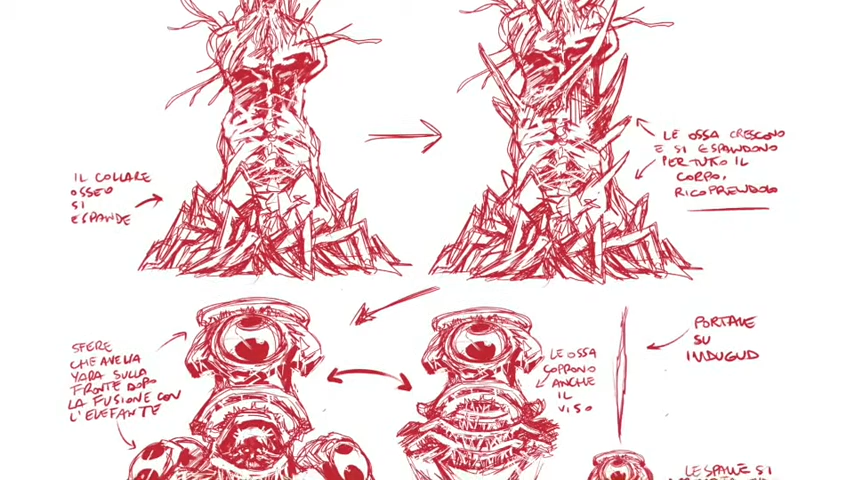 IL COLLARE
OSSEO
SI
ESPANDE
LE OSSA CRESCONO
E SI ESPANDONO
PER TUTTO IL
CORPO,
RICOPRENDOLO
SFERE
CHE AVEVA
YARA SULLA
FRONTE DOPO
LA FUSIONE CON
L'ELEFANTE
LE OSSA
COPRONO
ANCHE
IL
VISO
PORTALE
SU
INDUGUD
LE SPALLE SI